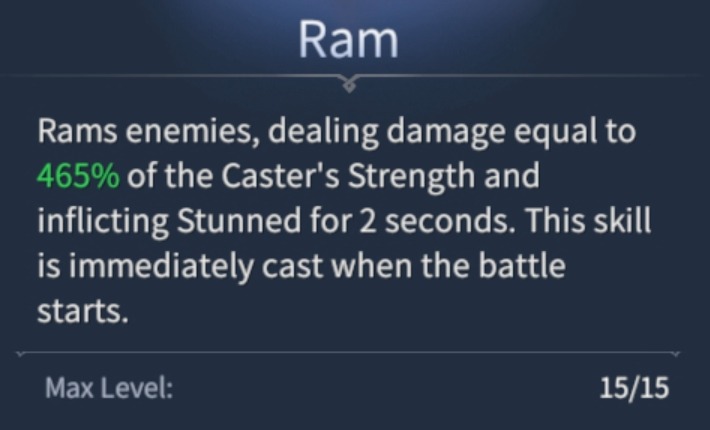 Ram
Rams enemies, dealing damage equal to
465% of the Caster's Strength and
inflicting Stunned for 2 seconds. This skill
is immediately cast when the battle
starts.
Max Level: 15/15